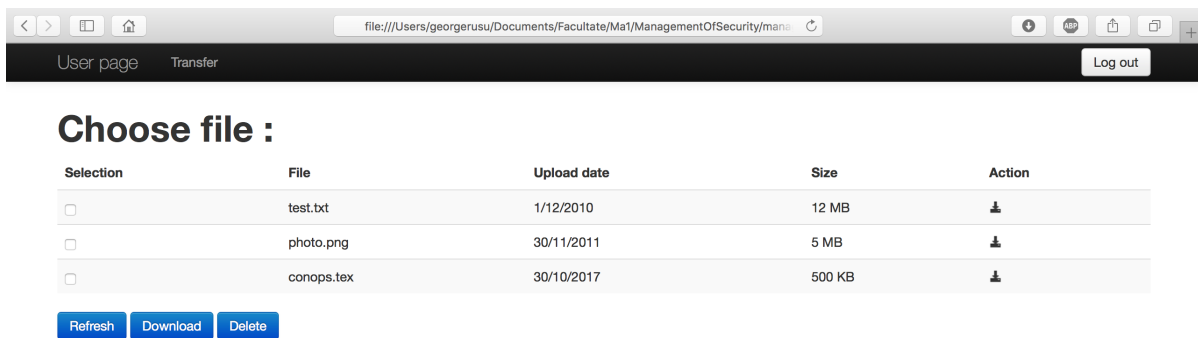 file:///Users/georgerusu/Documents/Facultate/Ma1/ManagementOfSecurity/mana
ABP
User page Transfer Log out
Choose file :
Selection File Upload date Size Action
test.txt 1/12/2010 12 MB
photo.png 30/11/2011 5 MB
conops.tex 30/10/2017 500 KB
Refresh Download Delete